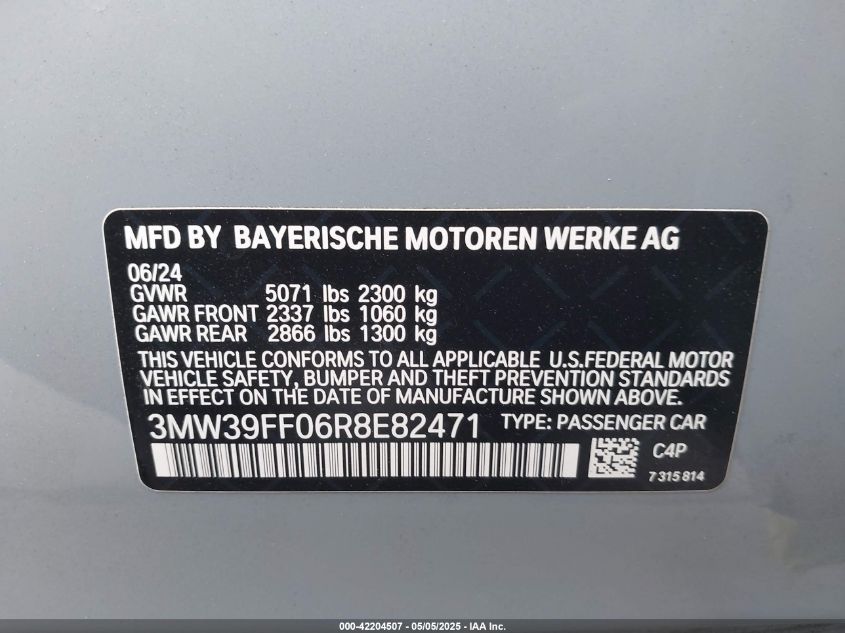 MFD BY BAYERISCHE MOTOREN WERKE AG
06/24
GVWR 5071 lbs 2300 kg
GAWR FRONT 2337 lbs 1060 kg
GAWR REAR 2866 lbs 1300 kg
THIS VEHICLE CONFORMS TO ALL APPLICABLE U.S.FEDERAL MOTOR
VEHICLE SAFETY, BUMPER AND THEFT PREVENTION STANDARDS
IN EFFECT ON THE DATE OF MANUFACTURE SHOWN ABOVE.
3MW39FF06R8E82471 TYPE: PASSENGER CAR
C4P
7 315 814
000-42204507 - 05/05/2025 - IAA Inc.